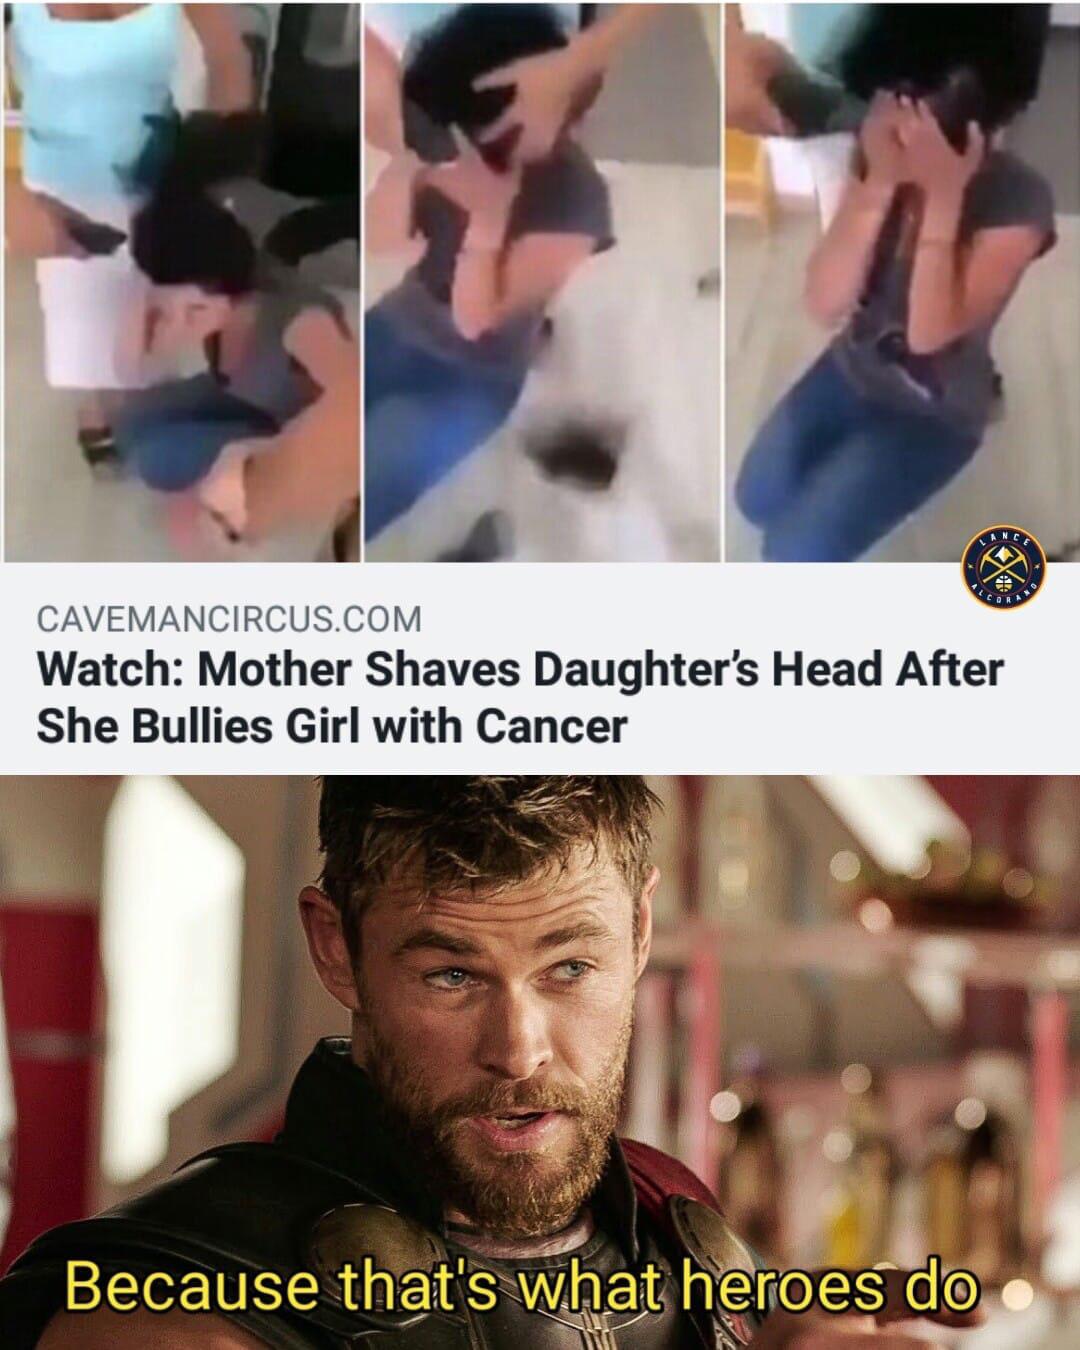 LANCE
ALCORANO
CAVEMANCIRCUS.COM
Watch: Mother Shaves Daughter's Head After
She Bullies Girl with Cancer
Because that's what heroes do